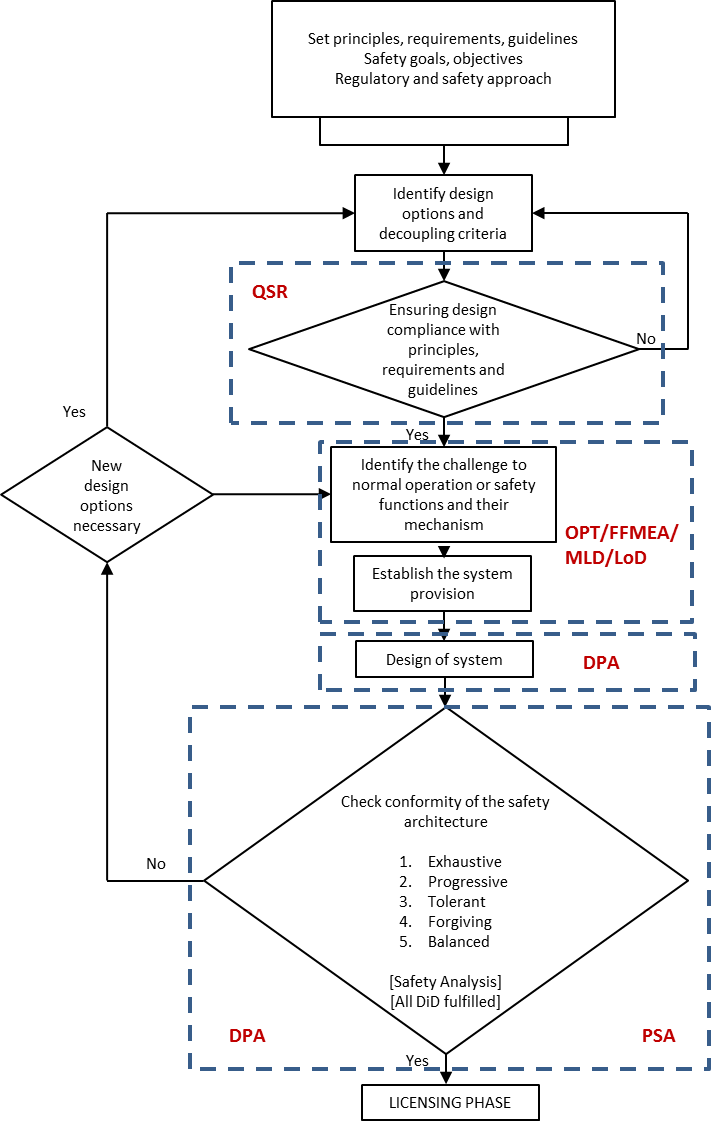 Set principles, requirements, guidelines
Safety goals, objectives
Regulatory and safety approach
Identify design
options and
decoupling criteria
QSR
Ensuring design
compliance with
principles,
requirements and
guidelines
No
Yes
Yes
New
design
options
necessary
Identify the challenge to
normal operation or safety
functions and their
mechanism
OPT/FFMEA/
MLD/LoD
Establish the system
provision
Design of system
DPA
Check conformity of the safety
architecture
1. Exhaustive
2. Progressive
3. Tolerant
4. Forgiving
5. Balanced
[Safety Analysis]
[All DiD fulfilled]
No
DPA
PSA
Yes
LICENSING PHASE